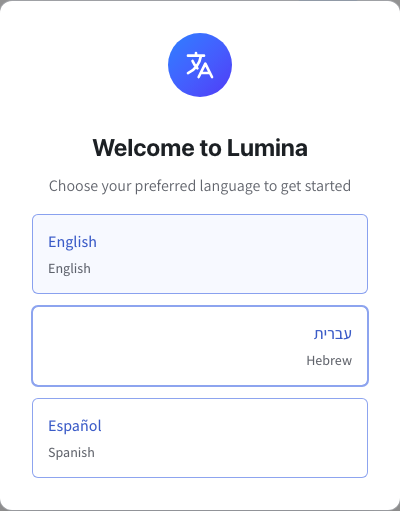 Welcome to Lumina
Choose your preferred language to get started
English
English
עברית
Hebrew
Español
Spanish